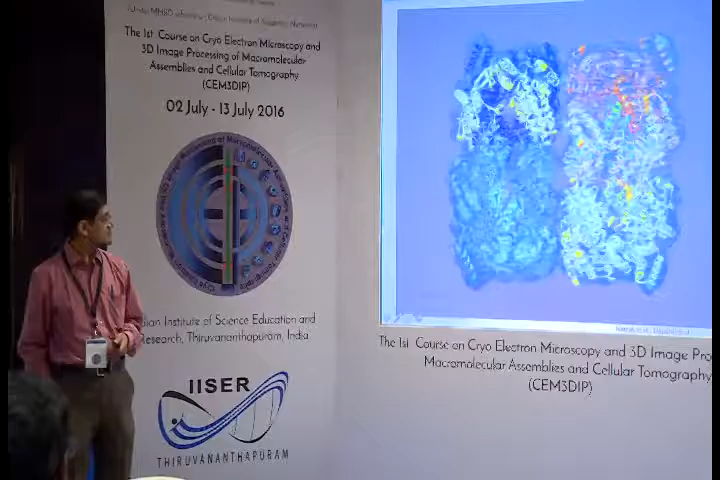 The 1st Course on Cryo Electron Microscopy and
3D Image Processing of Macromolecular
Assemblies and Cellular Tomography
(CEM3DIP)
02 July - 13 July 2016
Institute of Science Education and
Research, Thiruvananthapuram, India
IISER
THIRUVANANTHAPURAM
The 1st Course on Cryo Electron Microscopy and 3D Image Pro
Macromolecular Assemblies and Cellular Tomography
(CEM3DIP)